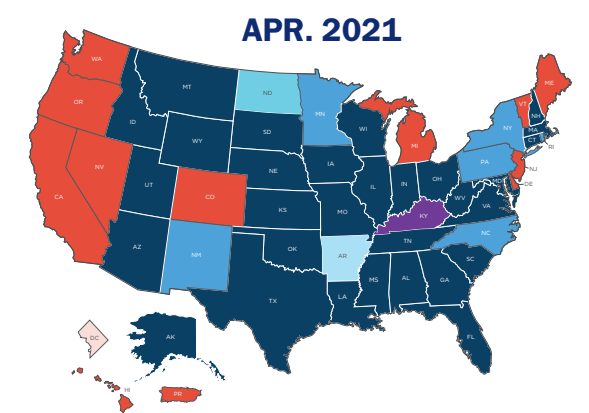 APR. 2021
WA
OR
CA
NV
ID
MT
WY
UT
AZ
CO
NM
ND
SD
NE
KS
OK
TX
MN
IA
MO
AR
LA
WI
IL
MI
IN
OH
KY
TN
MS
AL
GA
FL
SC
NC
VA
WV
PA
NY
VT
NH
ME
MA
CT
RI
NJ
DE
MD
DC
AK
HI
PR